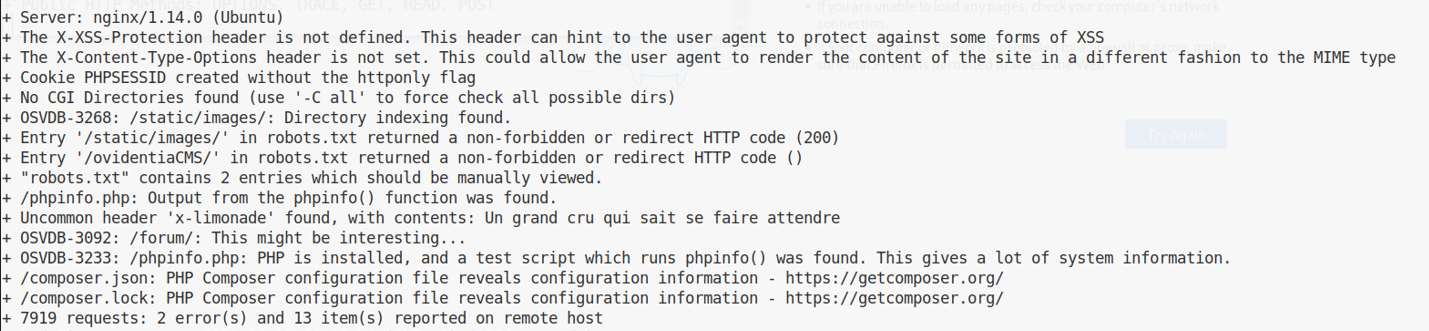 - Public HTTP Methods: OPTIONS, TRACE, GET, HEAD, POST
If you are unable to load any pages, check your computer's network
connection.
+ Server: nginx/1.14.0 (Ubuntu)
+ The X-XSS-Protection header is not defined. This header can hint to the user agent to protect against some forms of XSS
+ The X-Content-Type-Options header is not set. This could allow the user agent to render the content of the site in a different fashion to the MIME type
+ Cookie PHPSESSID created without the httponly flag
+ No CGI Directories found (use '-C all' to force check all possible dirs)
+ OSVDB-3268: /static/images/: Directory indexing found.
+ Entry '/static/images/' in robots.txt returned a non-forbidden or redirect HTTP code (200)
Try Again
+ Entry '/ovidentiaCMS/' in robots.txt returned a non-forbidden or redirect HTTP code ()
+ "robots.txt" contains 2 entries which should be manually viewed.
+ /phpinfo.php: Output from the phpinfo() function was found.
+ Uncommon header 'x-limonade' found, with contents: Un grand cru qui sait se faire attendre
+ OSVDB-3092: /forum/: This might be interesting...
+ OSVDB-3233: /phpinfo.php: PHP is installed, and a test script which runs phpinfo() was found. This gives a lot of system information.
+ /composer.json: PHP Composer configuration file reveals configuration information - https://getcomposer.org/
+ /composer.lock: PHP Composer configuration file reveals configuration information - https://getcomposer.org/
+ 7919 requests: 2 error(s) and 13 item(s) reported on remote host